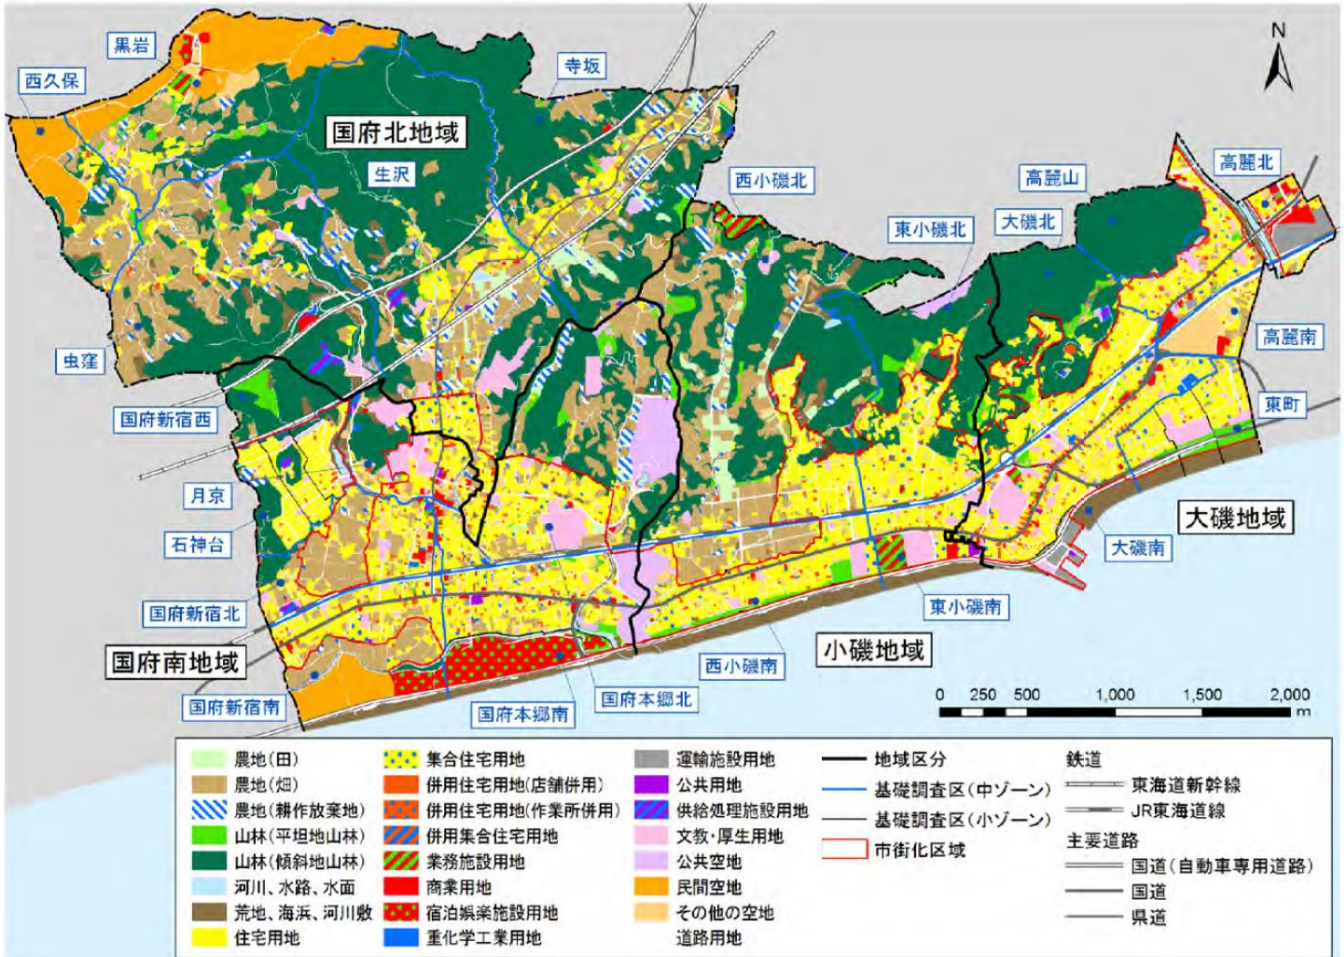 N
黒岩
西久保
寺坂
国府北地域
生沢
西小磯北
高麗山
高麗北
大磯北
東小磯北
高麗南
虫窪
東町
国府新宿西
月京
石神台
大磯地域
大磯南
国府新宿北
東小磯南
国府南地域
小磯地域
西小磯南
国府新宿南
国府本郷北
国府本郷南
0 250 500 1,000 1,500 2,000
m
農地(田)
農地(畑)
農地(耕作放棄地)
山林(平坦地山林)
山林(傾斜地山林)
河川、水路、水面
荒地、海浜、河川敷
住宅用地
集合住宅用地
併用住宅用地(店舗併用)
併用住宅用地(作業所併用)
併用集合住宅用地
業務施設用地
商業用地
宿泊娯楽施設用地
重化学工業用地
運輸施設用地
公共用地
供給処理施設用地
文教・厚生用地
公共空地
民間空地
その他の空地
道路用地
地域区分
基礎調査区(中ゾーン)
基礎調査区(小ゾーン)
市街化区域
鉄道
東海道新幹線
JR東海道線
主要道路
国道(自動車専用道路)
国道
県道